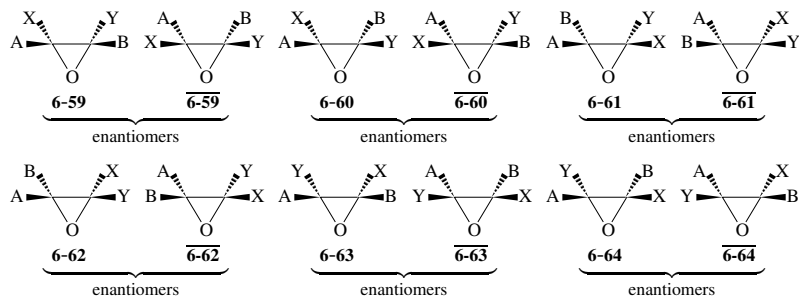 X Y A B O 6-59
A B X Y O 6-59
enantiomers
X B A Y O 6-60
A Y X B O 6-60
enantiomers
B Y A X O 6-61
A X B Y O 6-61
enantiomers
B X A Y O 6-62
A Y B X O 6-62
enantiomers
Y X A B O 6-63
A B Y X O 6-63
enantiomers
Y B A X O 6-64
A X Y B O 6-64
enantiomers